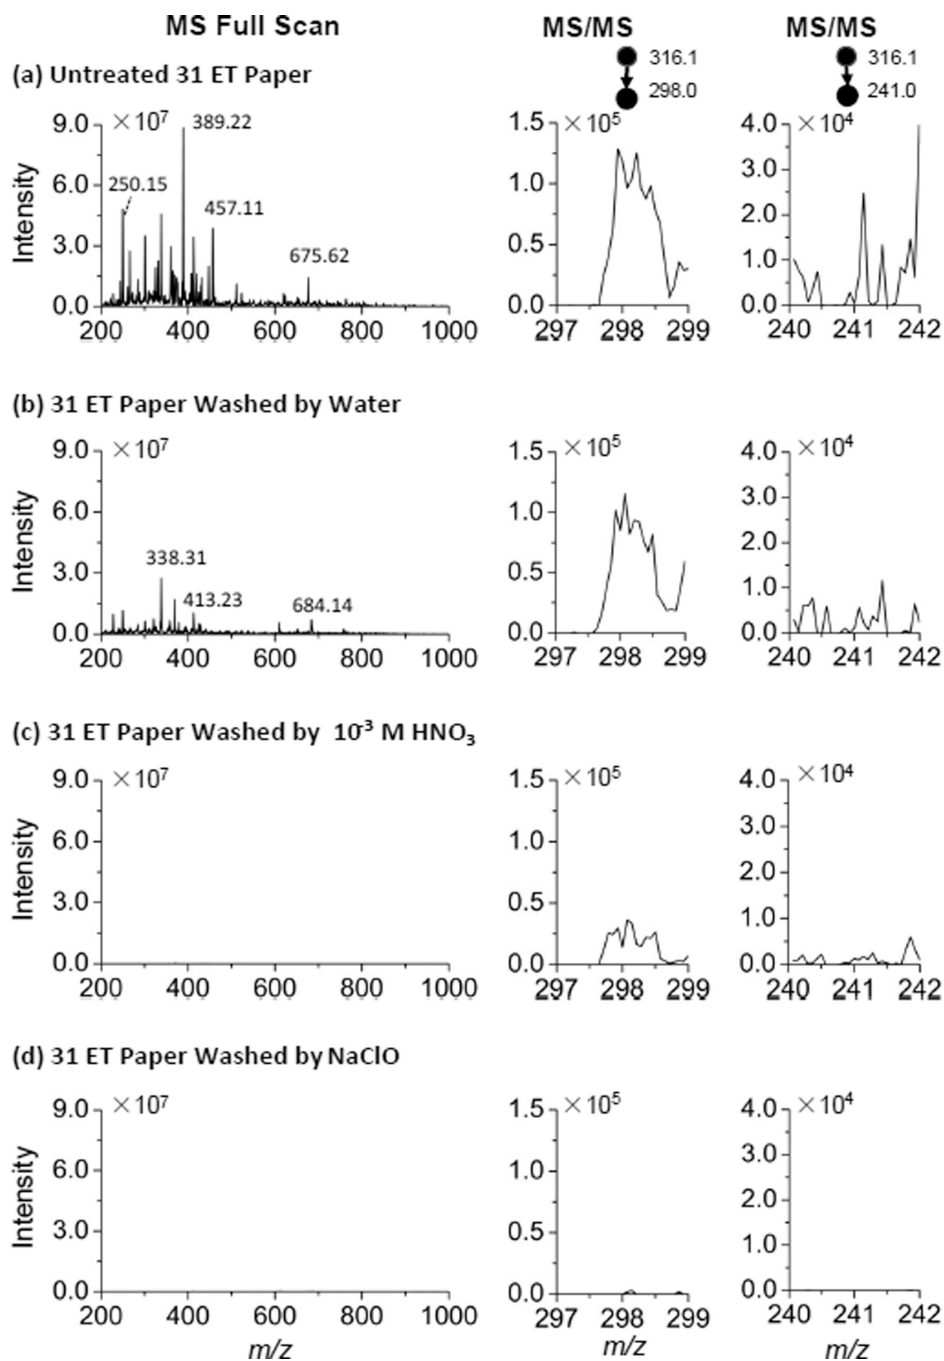 MS Full Scan MS/MS MS/MS
316.1 316.1
298.0 241.0
(a) Untreated 31 ET Paper
9.0 × 10⁷ 389.22 1.5 × 10⁵ 4.0 × 10⁴
250.15
6.0 457.11 1.0 3.0
Intensity
3.0 675.62 0.5 2.0
1.0
0.0 0.0 0.0
200 400 600 800 1000 297 298 299 240 241 242
(b) 31 ET Paper Washed by Water
9.0 × 10⁷ 1.5 × 10⁵ 4.0 × 10⁴
6.0 1.0 3.0
Intensity
338.31
3.0 413.23 684.14 0.5 2.0
1.0
0.0 0.0 0.0
200 400 600 800 1000 297 298 299 240 241 242
(c) 31 ET Paper Washed by 10⁻³ M HNO₃
9.0 × 10⁷ 1.5 × 10⁵ 4.0 × 10⁴
6.0 1.0 3.0
Intensity
3.0 0.5 2.0
1.0
0.0 0.0 0.0
200 400 600 800 1000 297 298 299 240 241 242
(d) 31 ET Paper Washed by NaClO
9.0 × 10⁷ 1.5 × 10⁵ 4.0 × 10⁴
6.0 1.0 3.0
Intensity
3.0 0.5 2.0
1.0
0.0 0.0 0.0
200 400 600 800 1000 297 298 299 240 241 242
m/z m/z m/z